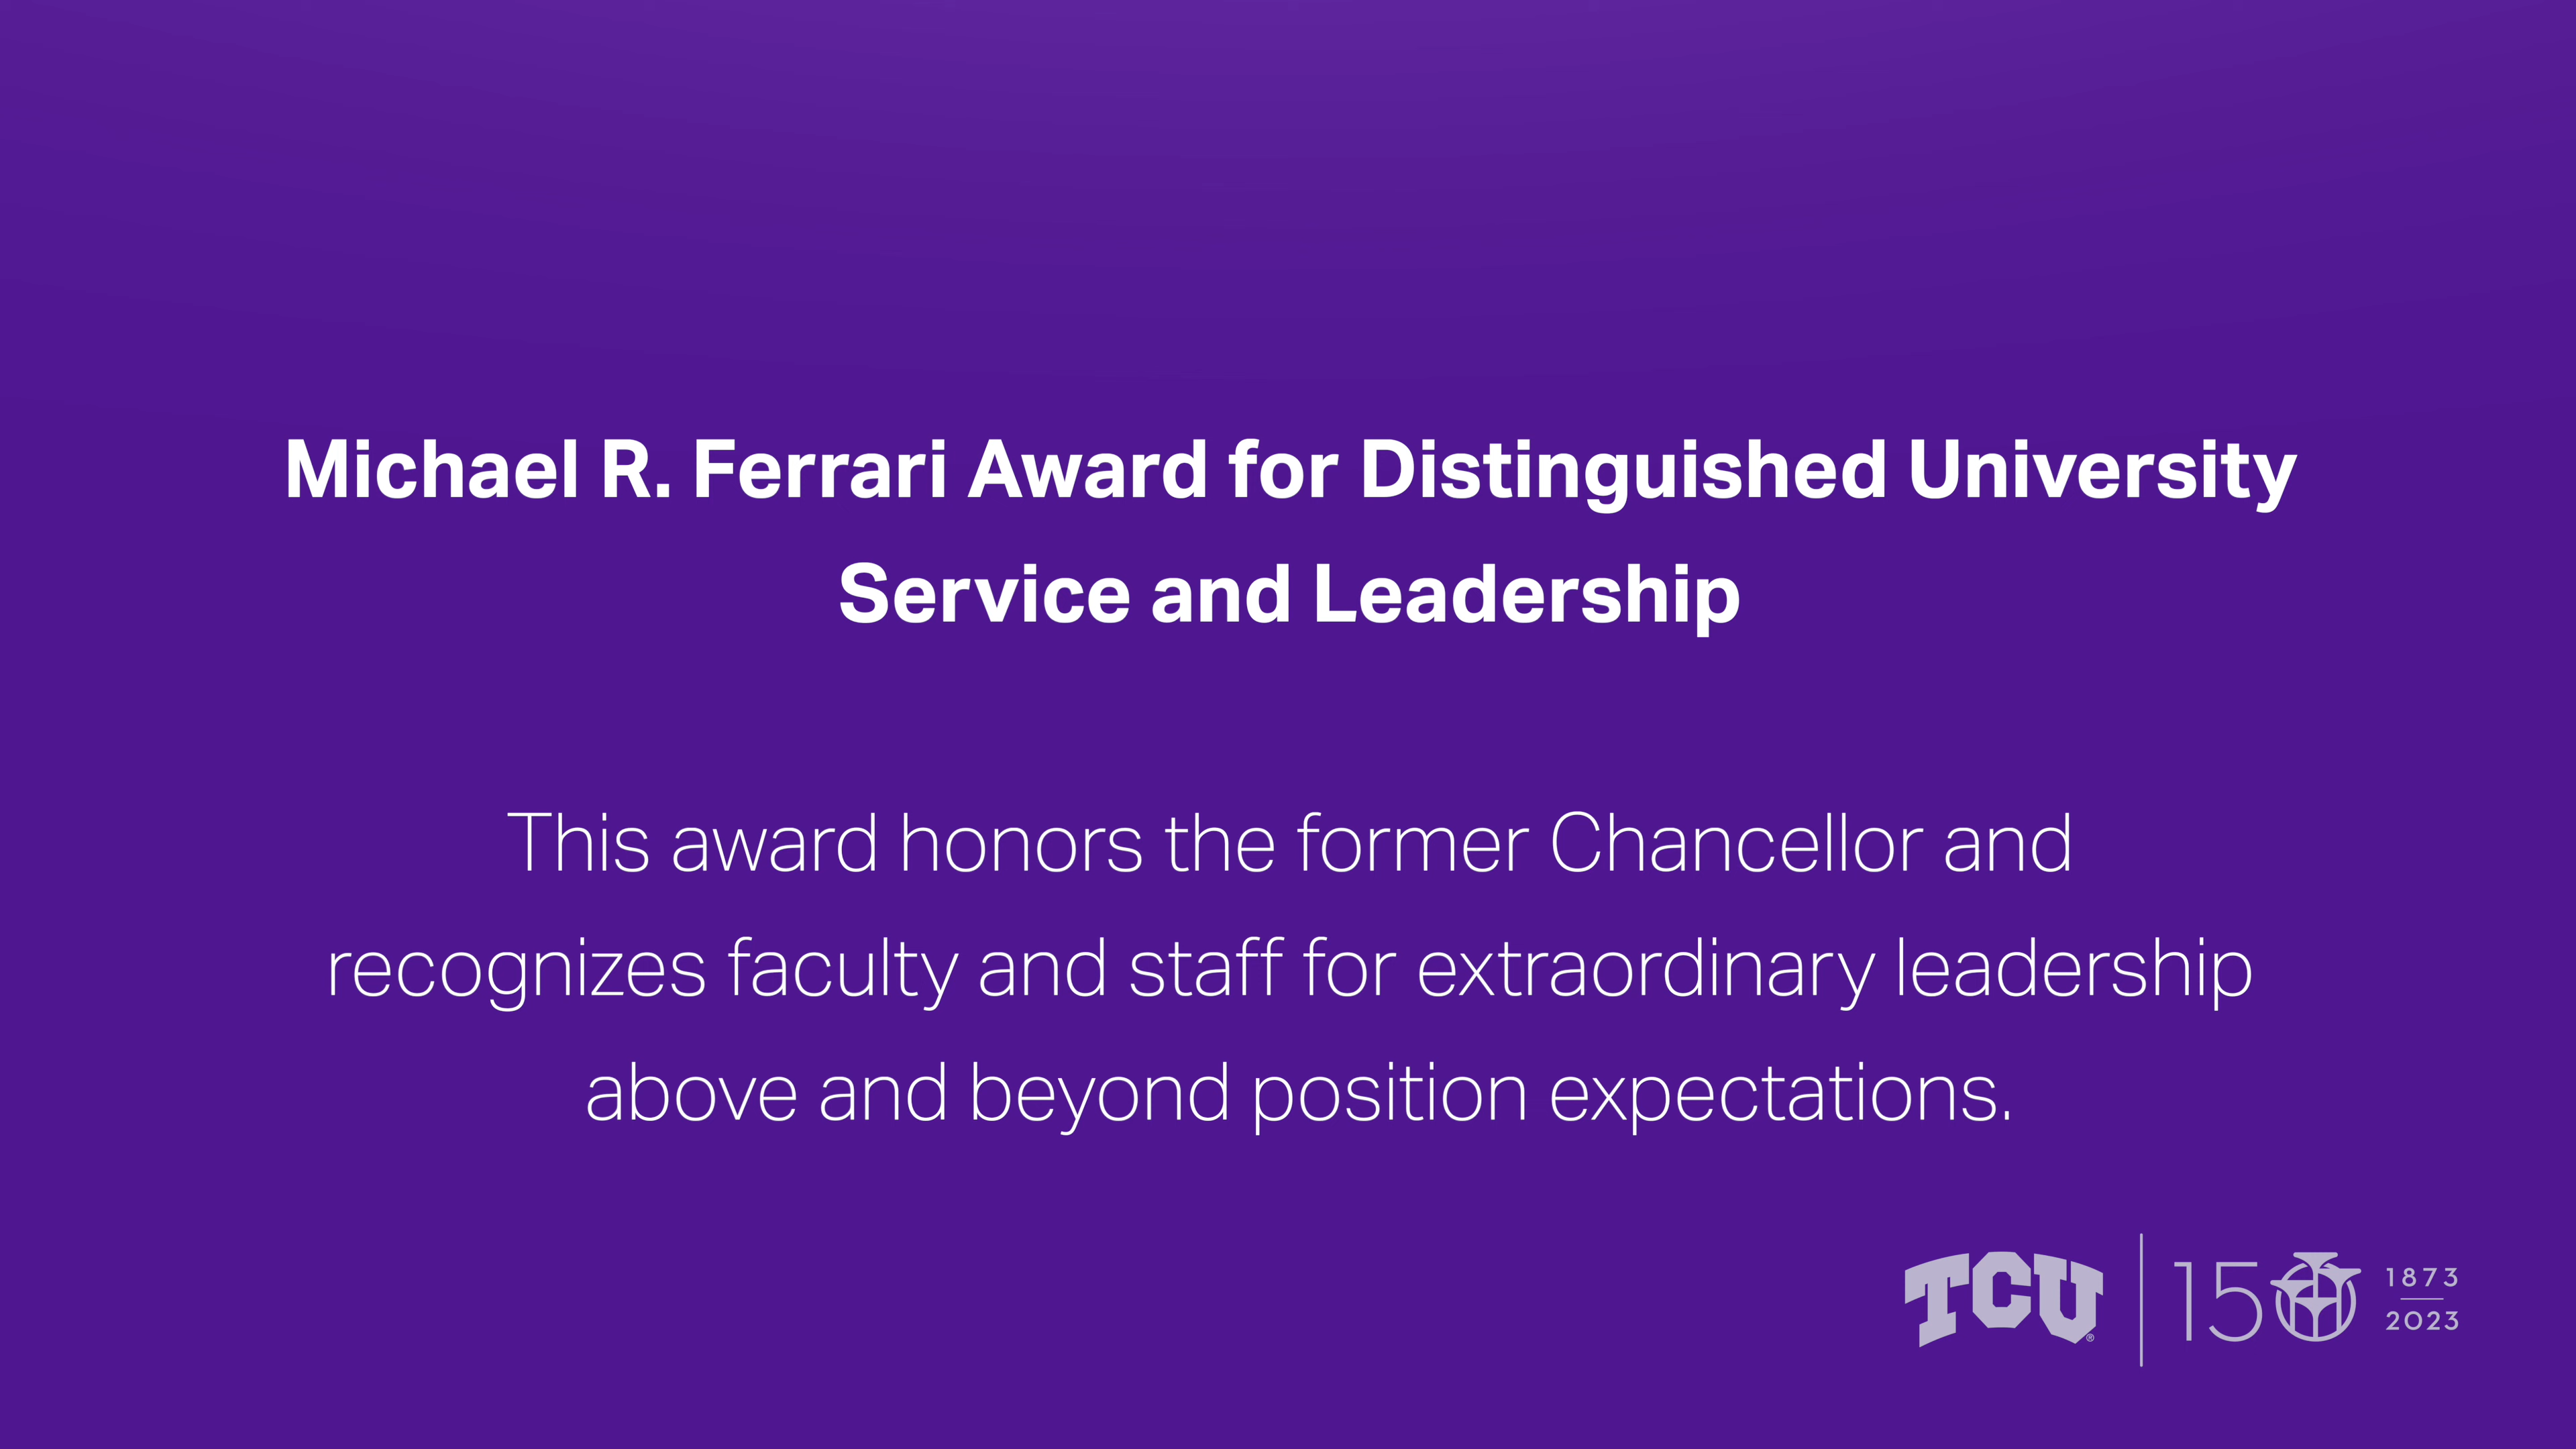 Michael R. Ferrari Award for Distinguished University
Service and Leadership
This award honors the former Chancellor and
recognizes faculty and staff for extraordinary leadership
above and beyond position expectations.
TCU® 150 1873
2023